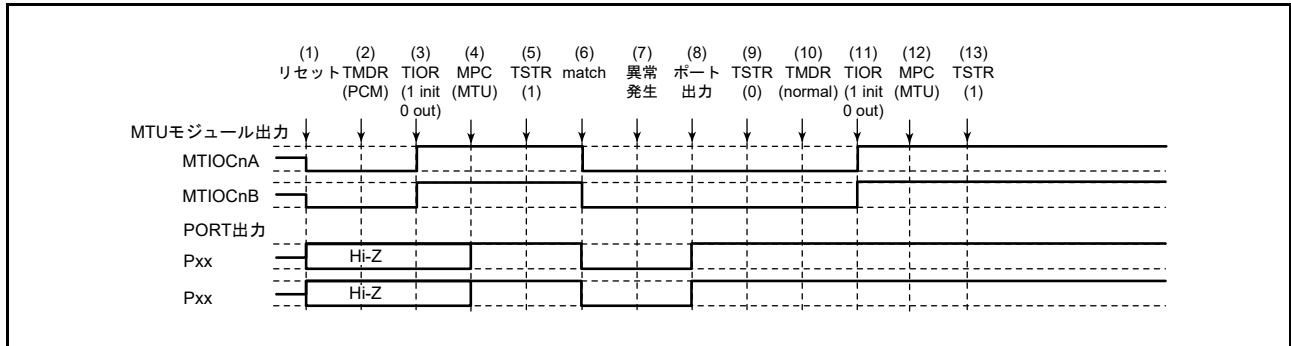 (1) (2) (3) (4) (5) (6) (7) (8) (9) (10) (11) (12) (13)
リセット TMDR TIOR MPC TSTR match 異常 ポート TSTR TMDR TIOR MPC TSTR
(PCM) (1 init (MTU) (1) 発生 出力 (0) (normal) (1 init (MTU) (1)
0 out) 0 out)
MTUモジュール出力
MTIOCnA
MTIOCnB
PORT出力
Pxx Hi-Z
Pxx Hi-Z